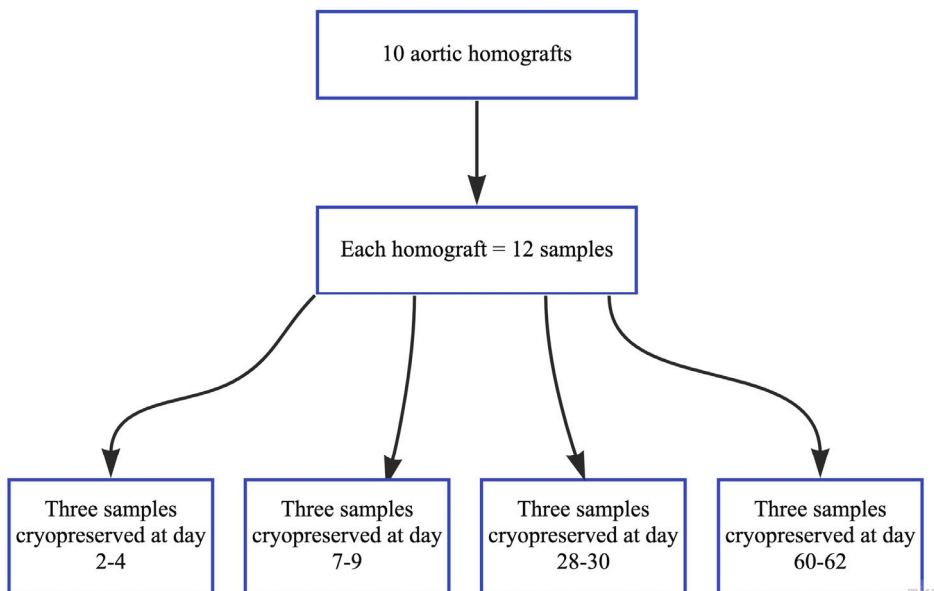 10 aortic homografts
Each homograft = 12 samples
Three samples
cryopreserved at day
2-4
Three samples
cryopreserved at day
7-9
Three samples
cryopreserved at day
28-30
Three samples
cryopreserved at day
60-62